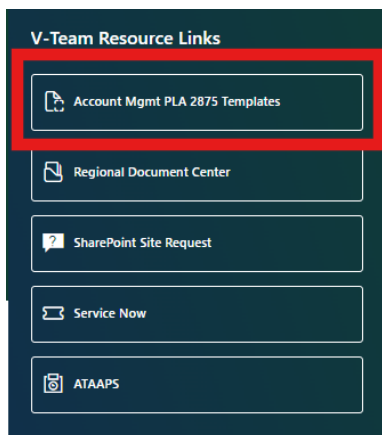 V-Team Resource Links
Account Mgmt PLA 2875 Templates
Regional Document Center
? SharePoint Site Request
Service Now
ATAAPS